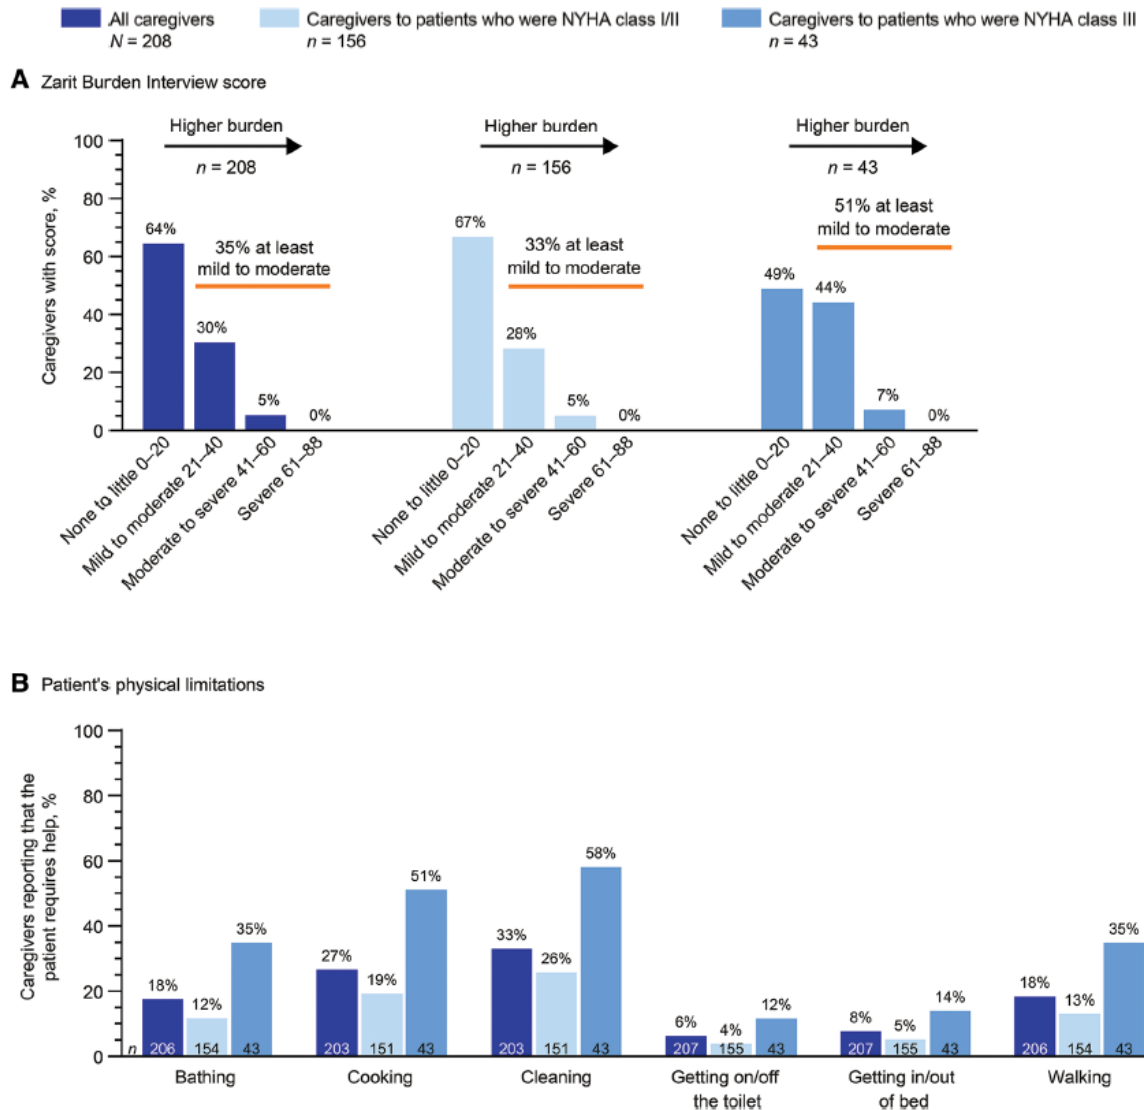 All caregivers
N = 208
Caregivers to patients who were NYHA class I/II
n = 156
Caregivers to patients who were NYHA class III
n = 43
A Zarit Burden Interview score
Caregivers with score, %
100
80
60
40
20
0
Higher burden
n = 208
64%
35% at least
mild to moderate
30%
5%
0%
None to little 0–20
Mild to moderate 21–40
Moderate to severe 41–60
Severe 61–88
Higher burden
n = 156
67%
33% at least
mild to moderate
28%
5%
0%
None to little 0–20
Mild to moderate 21–40
Moderate to severe 41–60
Severe 61–88
Higher burden
n = 43
51% at least
mild to moderate
49%
44%
7%
0%
None to little 0–20
Mild to moderate 21–40
Moderate to severe 41–60
Severe 61–88
B Patient's physical limitations
Caregivers reporting that the
patient requires help, %
100
80
60
40
20
0
n
18%
12%
35%
206
154
43
Bathing
27%
19%
51%
203
151
43
Cooking
33%
26%
58%
203
151
43
Cleaning
6%
4%
12%
207
155
43
Getting on/off
the toilet
8%
5%
14%
207
155
43
Getting in/out
of bed
18%
13%
35%
206
154
43
Walking